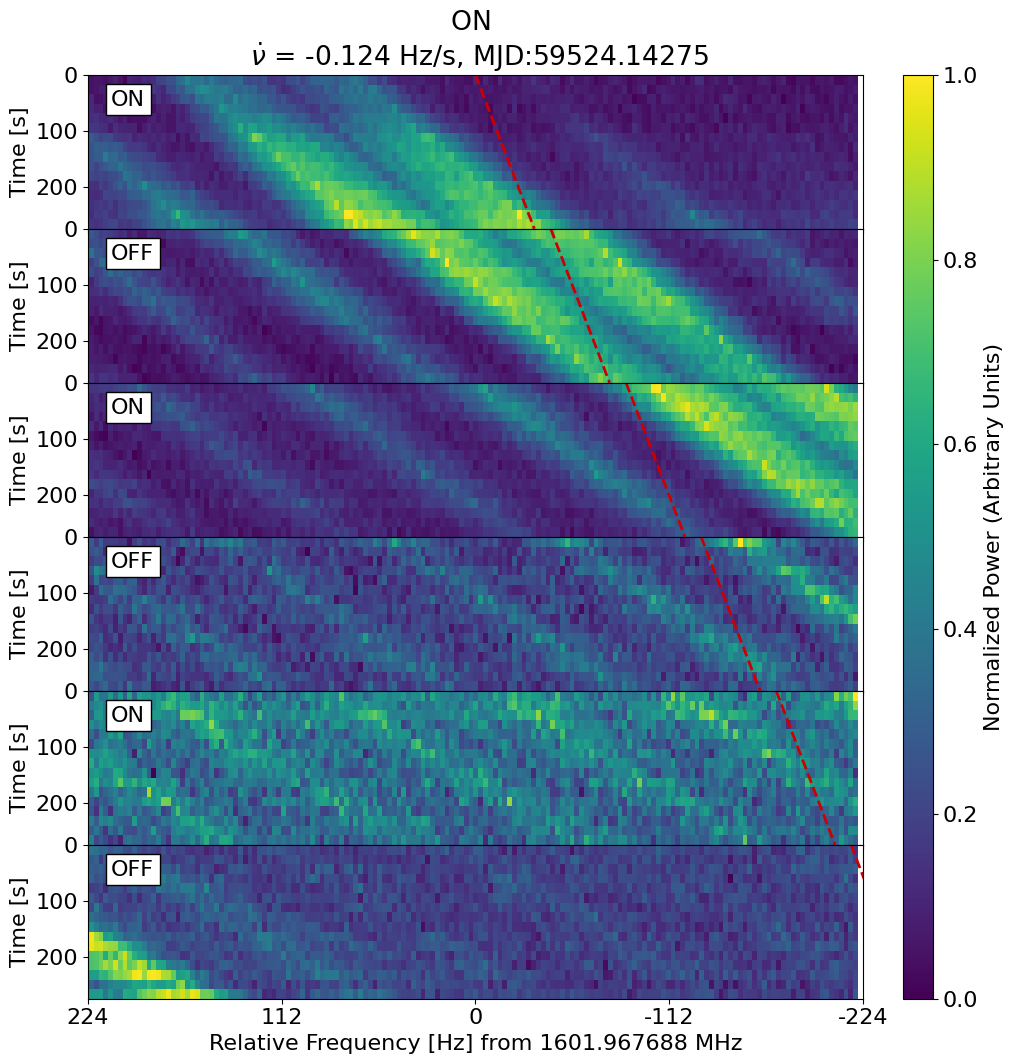 ON
ν̇ = -0.124 Hz/s, MJD:59524.14275
0
ON
100
Time [s]
200
0
OFF
100
Time [s]
200
0
ON
100
Time [s]
200
0
OFF
100
Time [s]
200
0
ON
100
Time [s]
200
0
OFF
100
Time [s]
200
224 112 0 -112 -224
Relative Frequency [Hz] from 1601.967688 MHz
1.0
0.8
0.6
0.4
0.2
0.0
Normalized Power (Arbitrary Units)